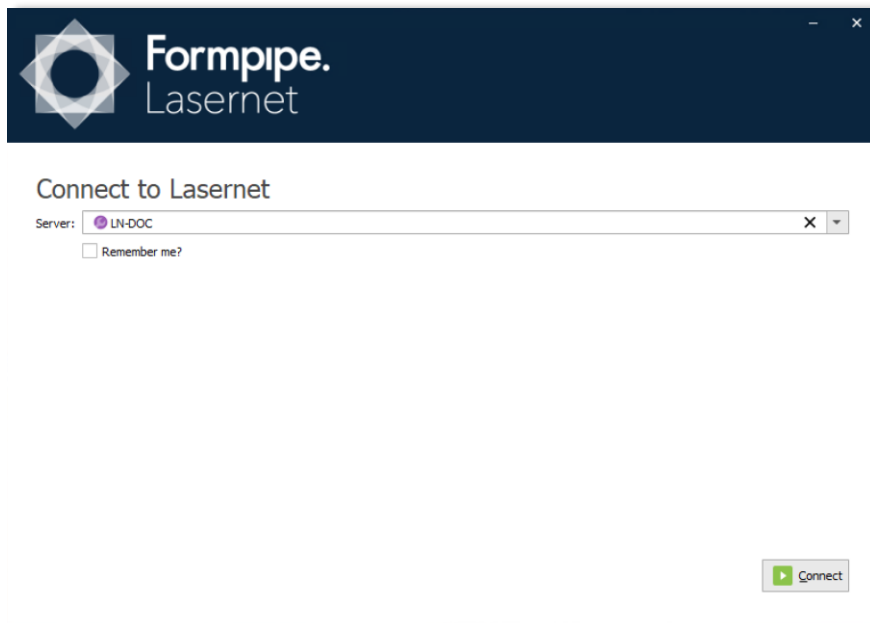 Formpipe.
Lasernet
Connect to Lasernet
Server: LN-DOC
Remember me?
Connect